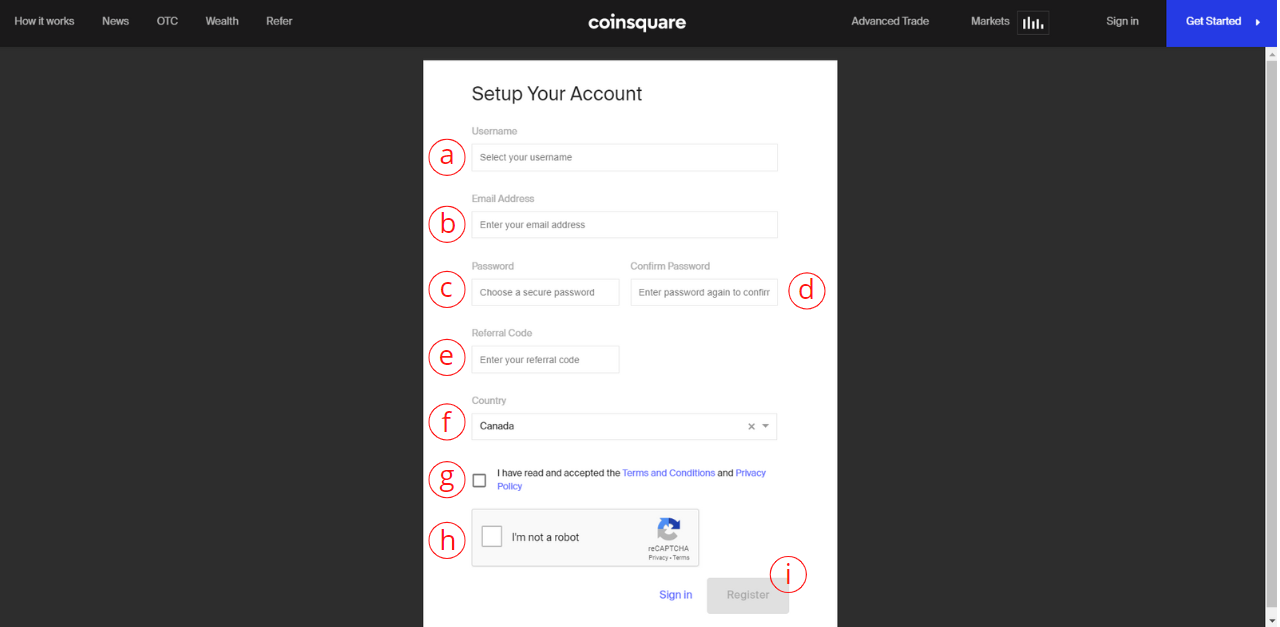 How it works News OTC Wealth Refer coinsquare Advanced Trade Markets Sign in Get Started
Setup Your Account
Username
a Select your username
Email Address
b Enter your email address
Password Confirm Password
c Choose a secure password Enter password again to confirm d
Referral Code
e Enter your referral code
Country
f Canada
g I have read and accepted the Terms and Conditions and Privacy
Policy
h I'm not a robot
reCAPTCHA
Privacy - Terms
i
Sign in Register